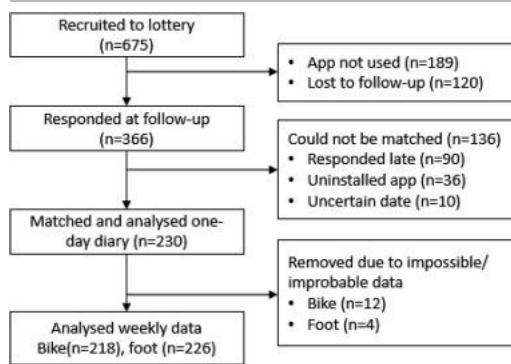 Recruited to lottery
(n=675)
• App not used (n=189)
• Lost to follow-up (n=120)
Responded at follow-up
(n=366)
Could not be matched (n=136)
• Responded late (n=90)
• Uninstalled app (n=36)
• Uncertain date (n=10)
Matched and analysed one-
day diary (n=230)
Removed due to impossible/
improbable data
• Bike (n=12)
• Foot (n=4)
Analysed weekly data
Bike(n=218), foot (n=226)